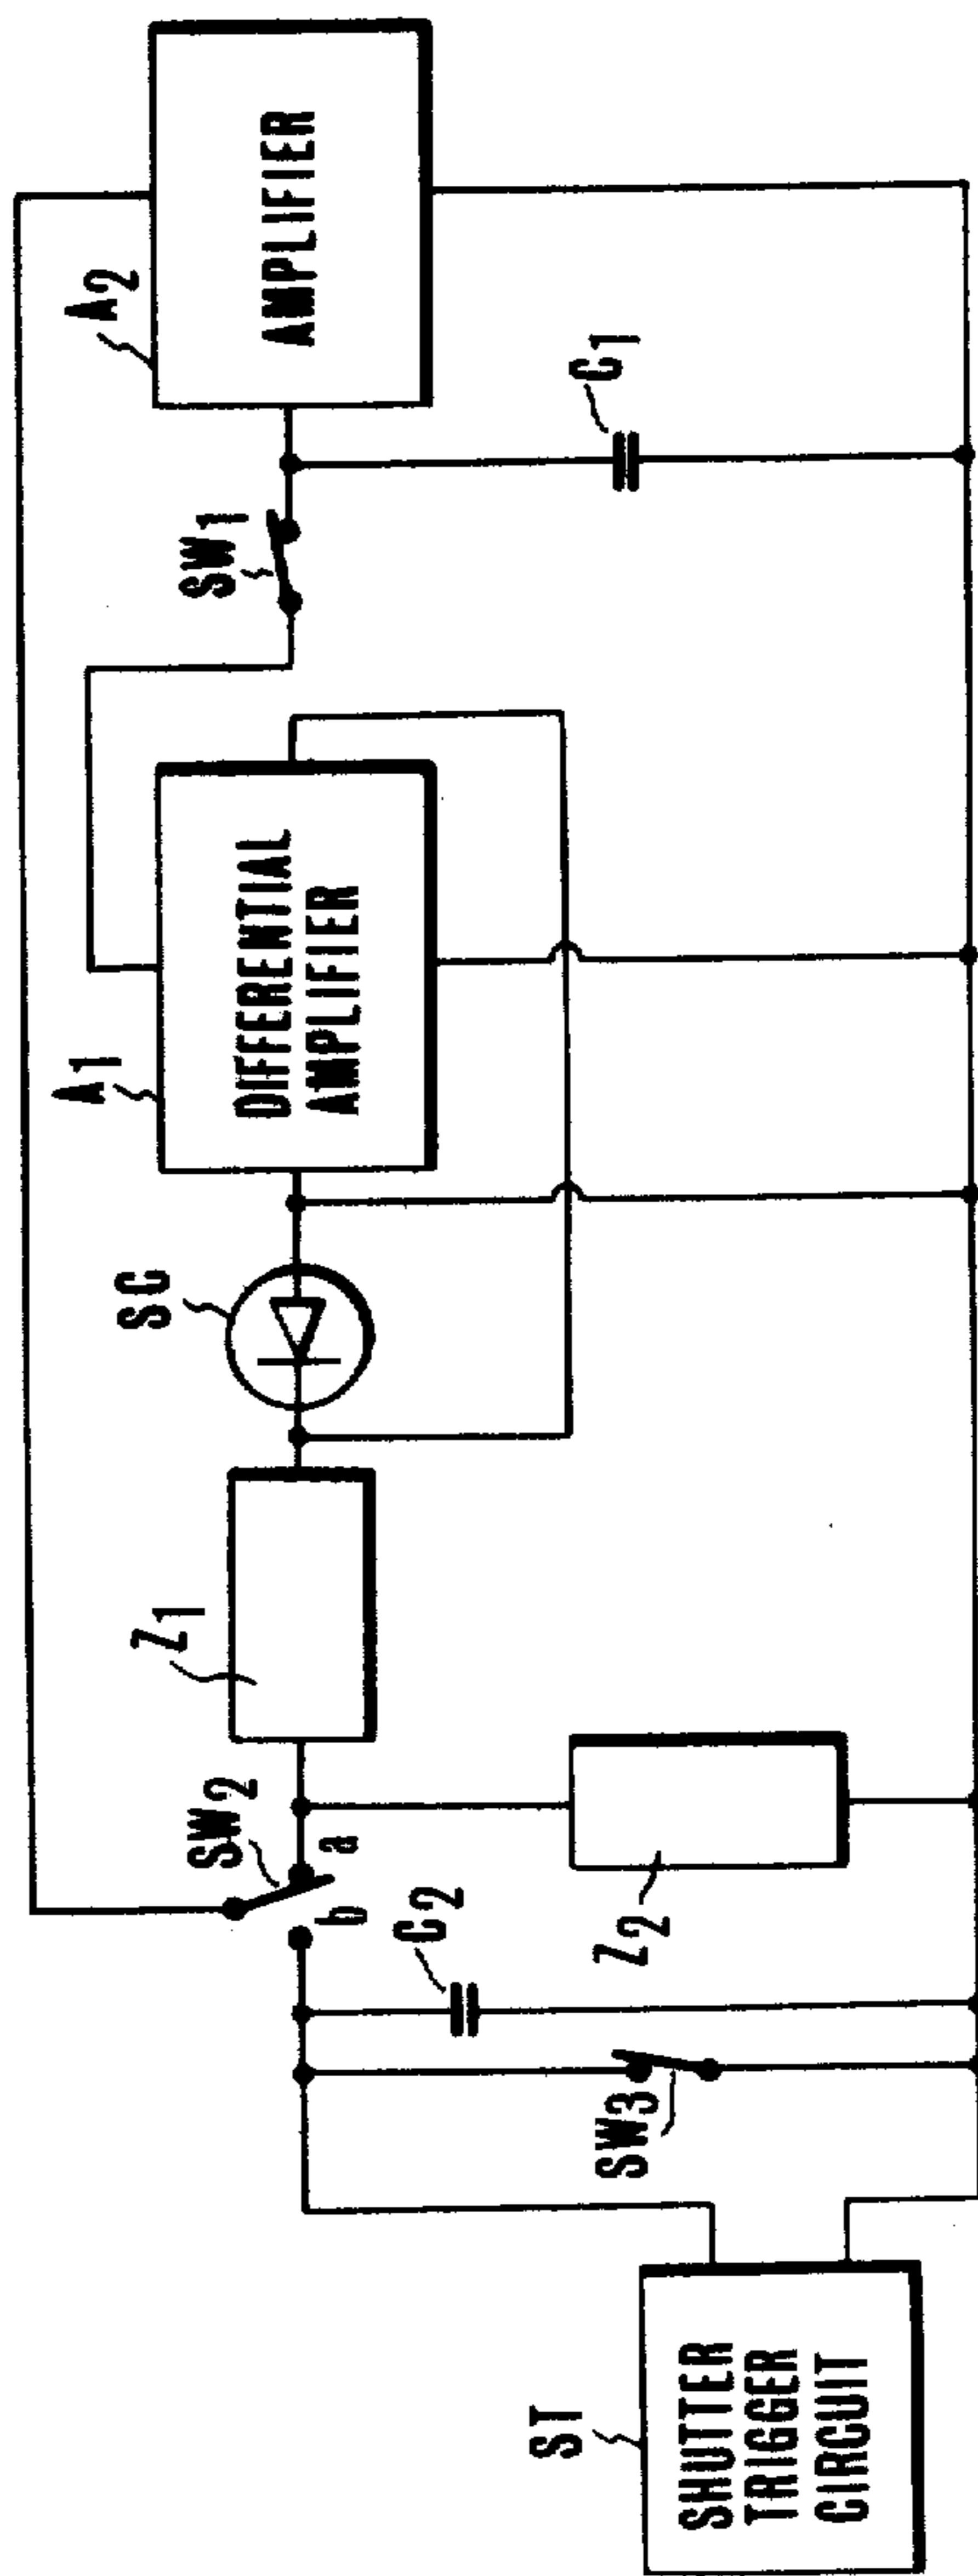 A2
AMPLIFIER
C1
SW1
A1
DIFFERENTIAL
AMPLIFIER
SC
Z1
SW2
a
b
C2
Z2
SW3
ST
SHUTTER
TRIGGER
CIRCUIT